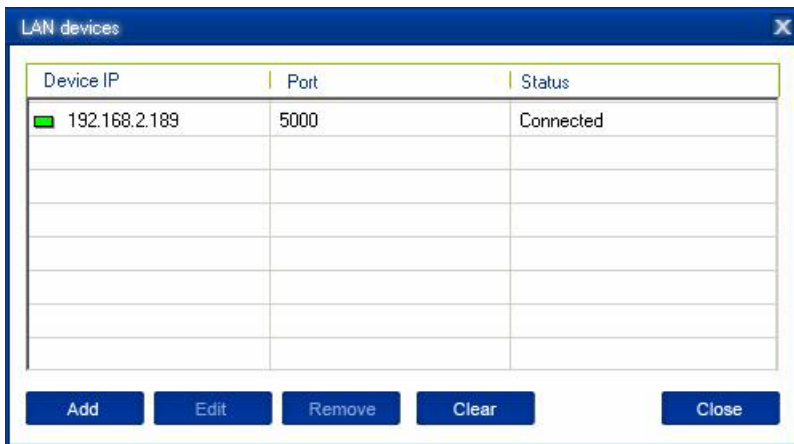 LAN devices
Device IP Port Status
192.168.2.189 5000 Connected
Add Edit Remove Clear Close